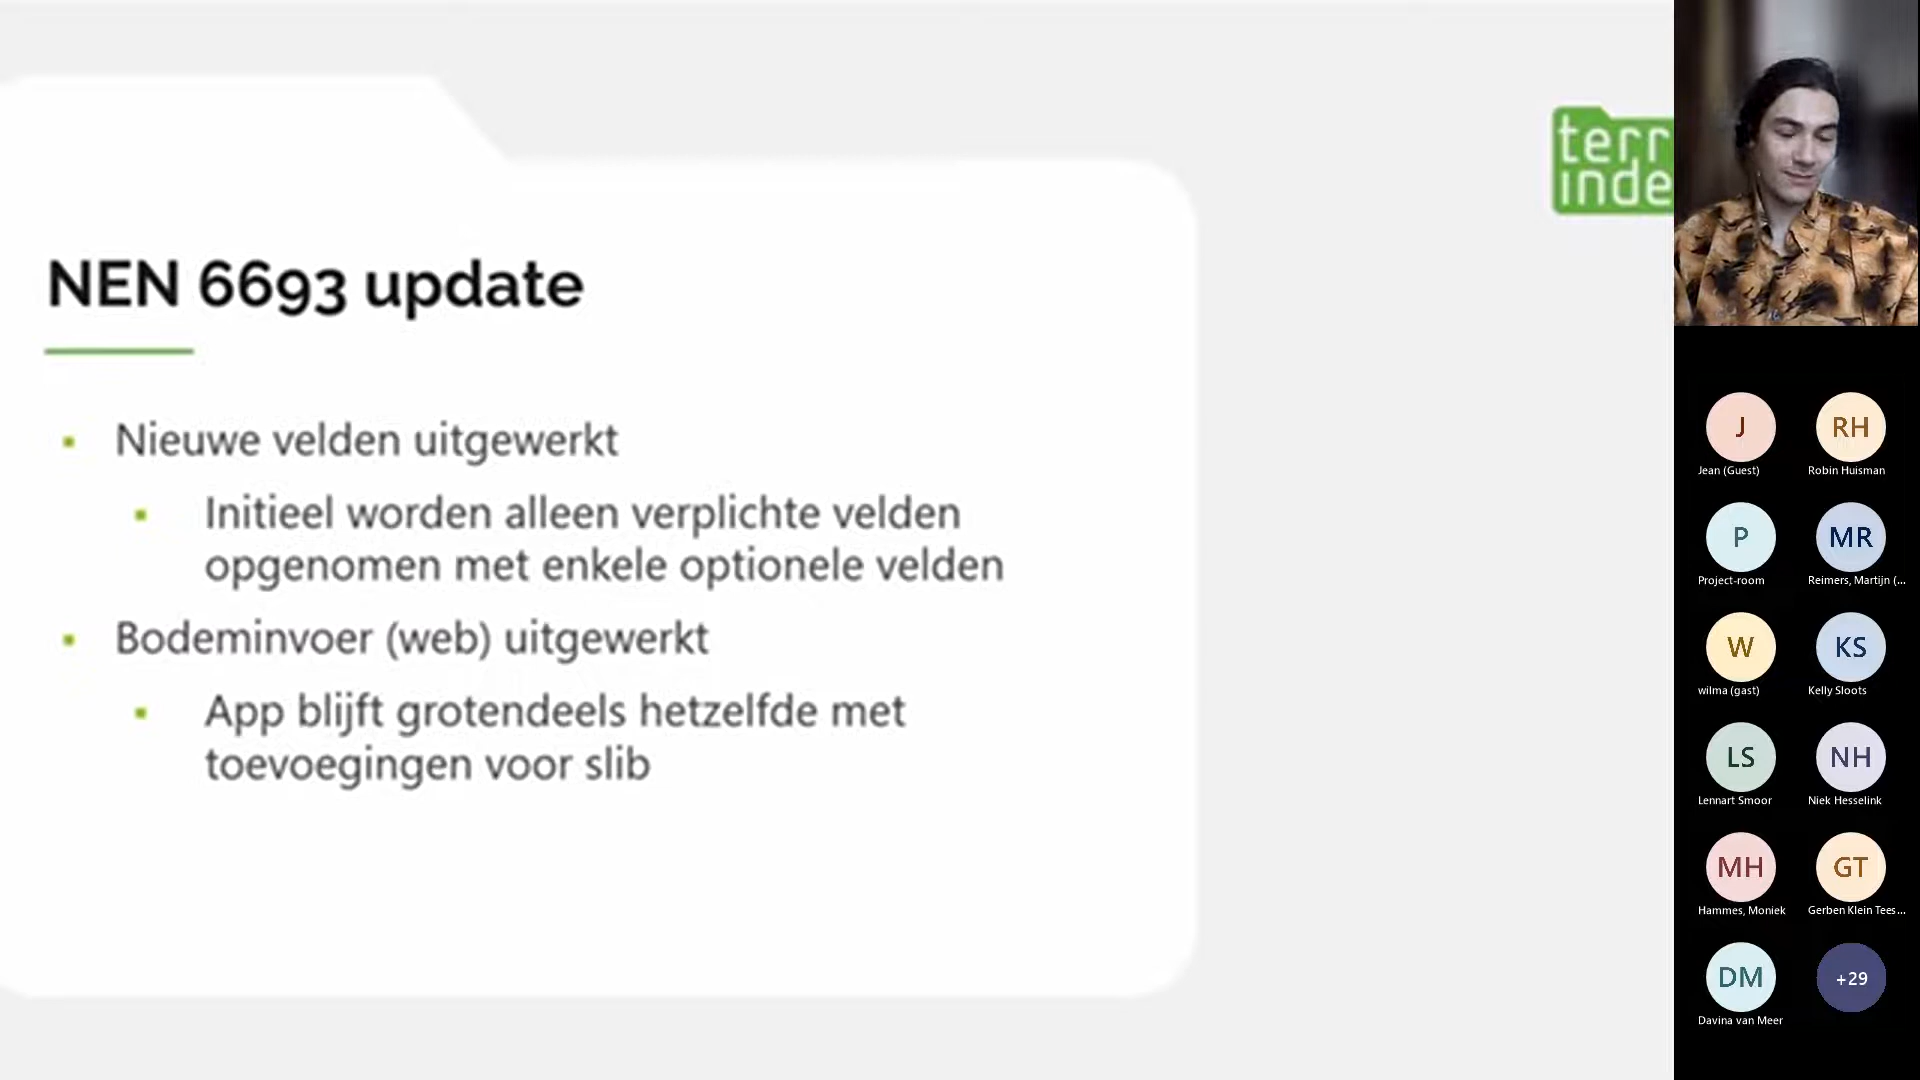 terr
inde
NEN 6693 update
Nieuwe velden uitgewerkt
Initieel worden alleen verplichte velden
opgenomen met enkele optionele velden
Bodeminvoer (web) uitgewerkt
App blijft grotendeels hetzelfde met
toevoegingen voor slib
J
RH
Jean (Guest)
Robin Huisman
P
MR
Project-room
Reimers, Martijn (...
W
KS
wilma (gast)
Kelly Sloots
LS
NH
Lennart Smoor
Niek Hesselink
MH
GT
Hammes, Moniek
Gerben Klein Tees...
DM
+29
Davina van Meer